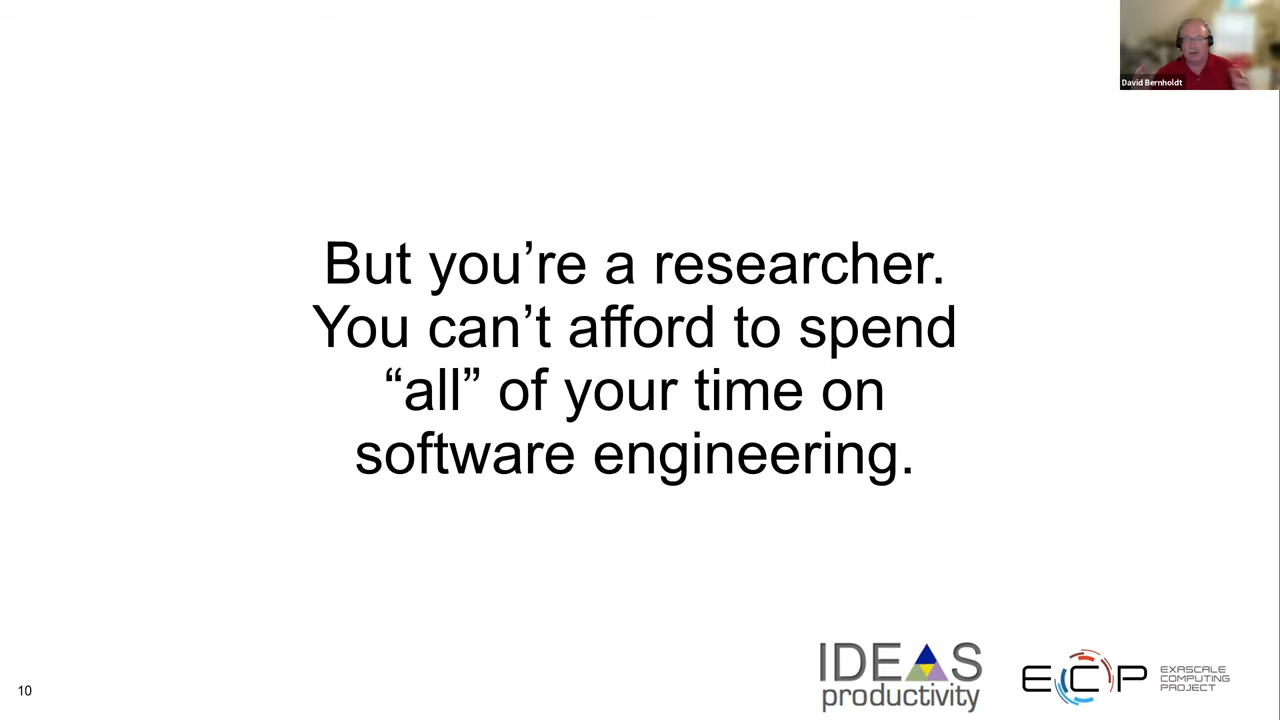 David Bernholdt
But you’re a researcher.
You can’t afford to spend
“all” of your time on
software engineering.
10
IDEAS
productivity
ECP
EXASCALE
COMPUTING
PROJECT